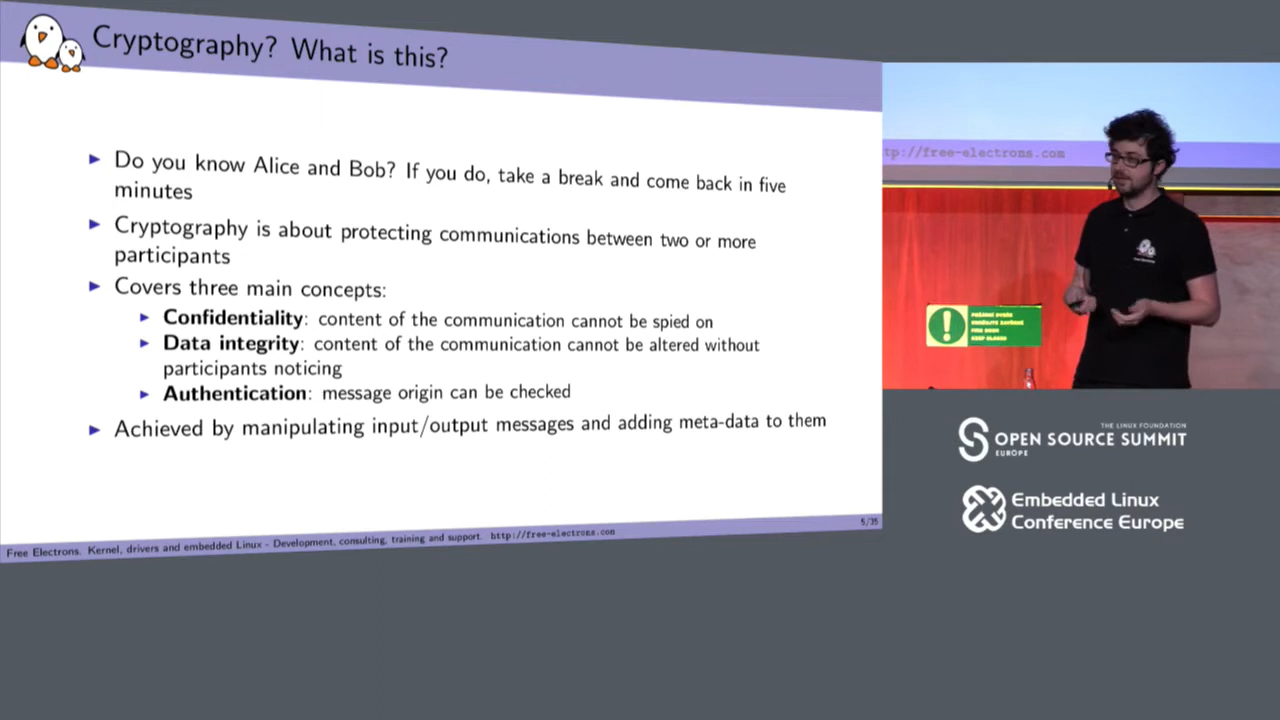 Cryptography? What is this?
Do you know Alice and Bob? If you do, take a break and come back in five
minutes
Cryptography is about protecting communications between two or more
participants
Covers three main concepts:
Confidentiality: content of the communication cannot be spied on
Data integrity: content of the communication cannot be altered without
participants noticing
Authentication: message origin can be checked
Achieved by manipulating input/output messages and adding meta-data to them
5/35
Free Electrons. Kernel, drivers and embedded Linux - Development, consulting, training and support. http://free-electrons.com
tp://free-electrons.com
THE LINUX FOUNDATION
OPEN SOURCE SUMMIT
EUROPE
Embedded Linux
Conference Europe